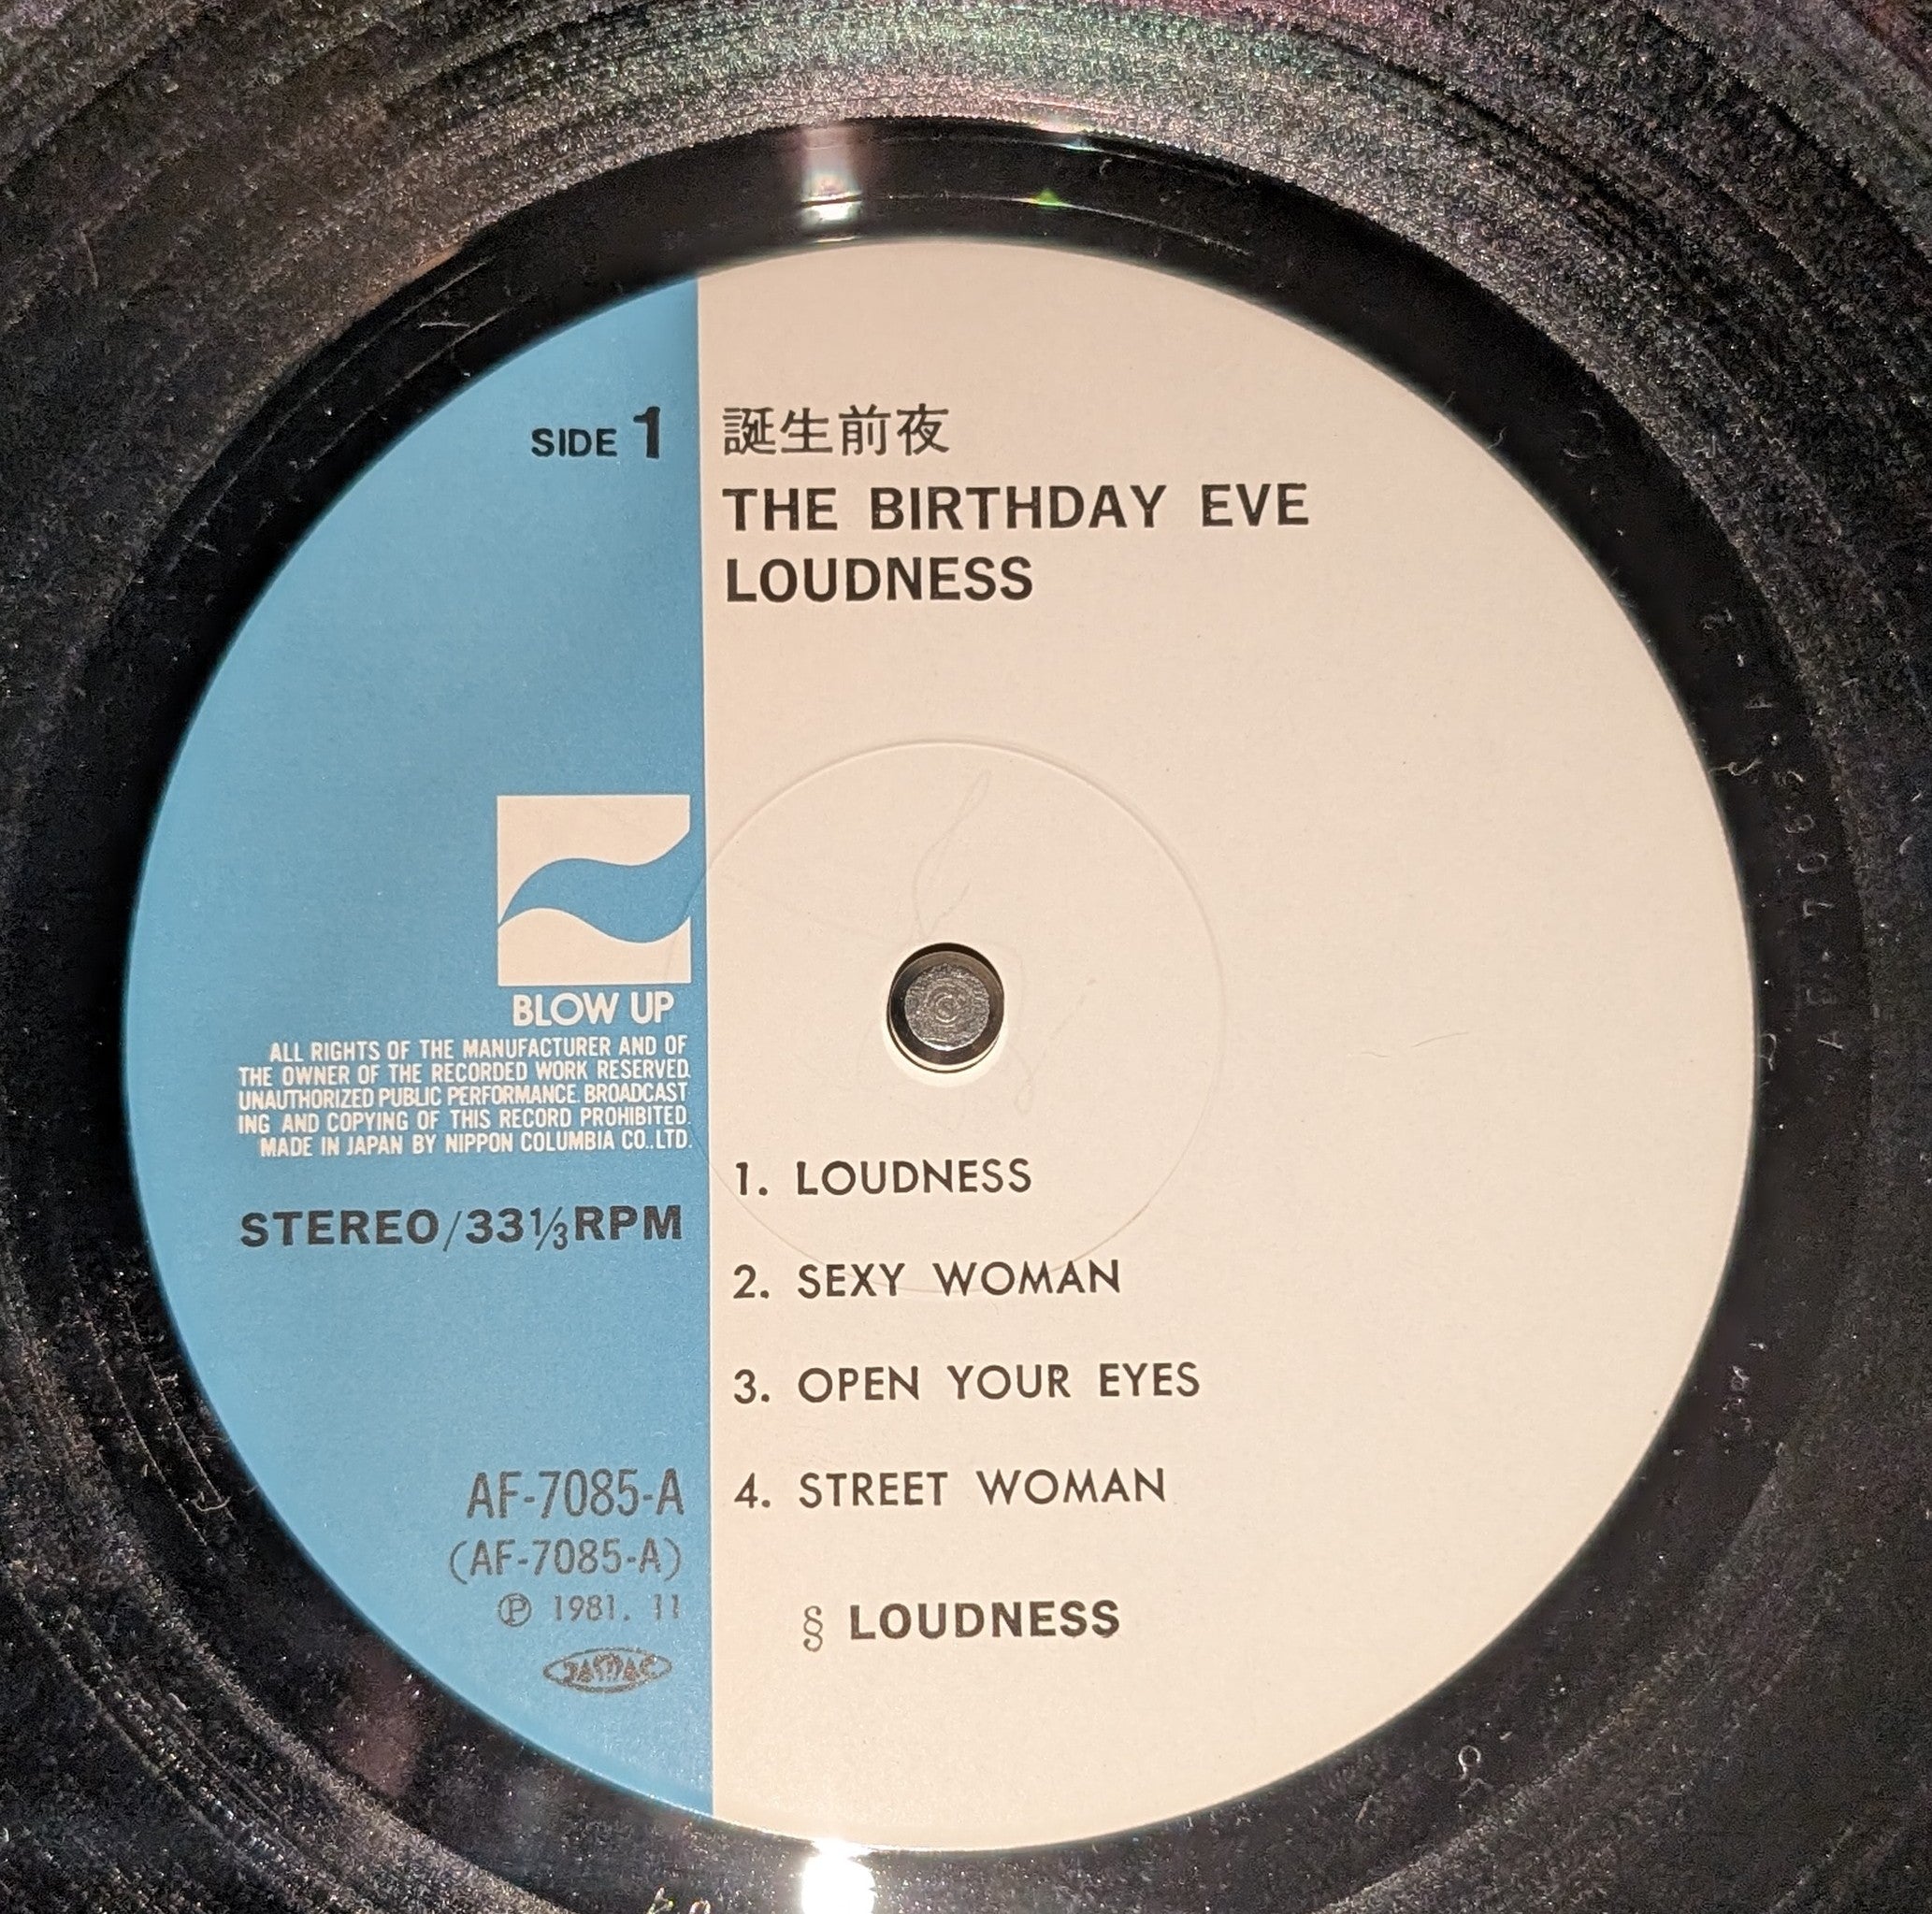 SIDE 1
誕生前夜
THE BIRTHDAY EVE
LOUDNESS
BLOW UP
ALL RIGHTS OF THE MANUFACTURER AND OF
THE OWNER OF THE RECORDED WORK RESERVED.
UNAUTHORIZED PUBLIC PERFORMANCE. BROADCAST
ING AND COPYING OF THIS RECORD PROHIBITED.
MADE IN JAPAN BY NIPPON COLUMBIA CO.,LTD.
STEREO/33⅓RPM
1. LOUDNESS
2. SEXY WOMAN
3. OPEN YOUR EYES
4. STREET WOMAN
§ LOUDNESS
AF-7085-A
(AF-7085-A)
Ⓟ 1981. 11
JASRAC